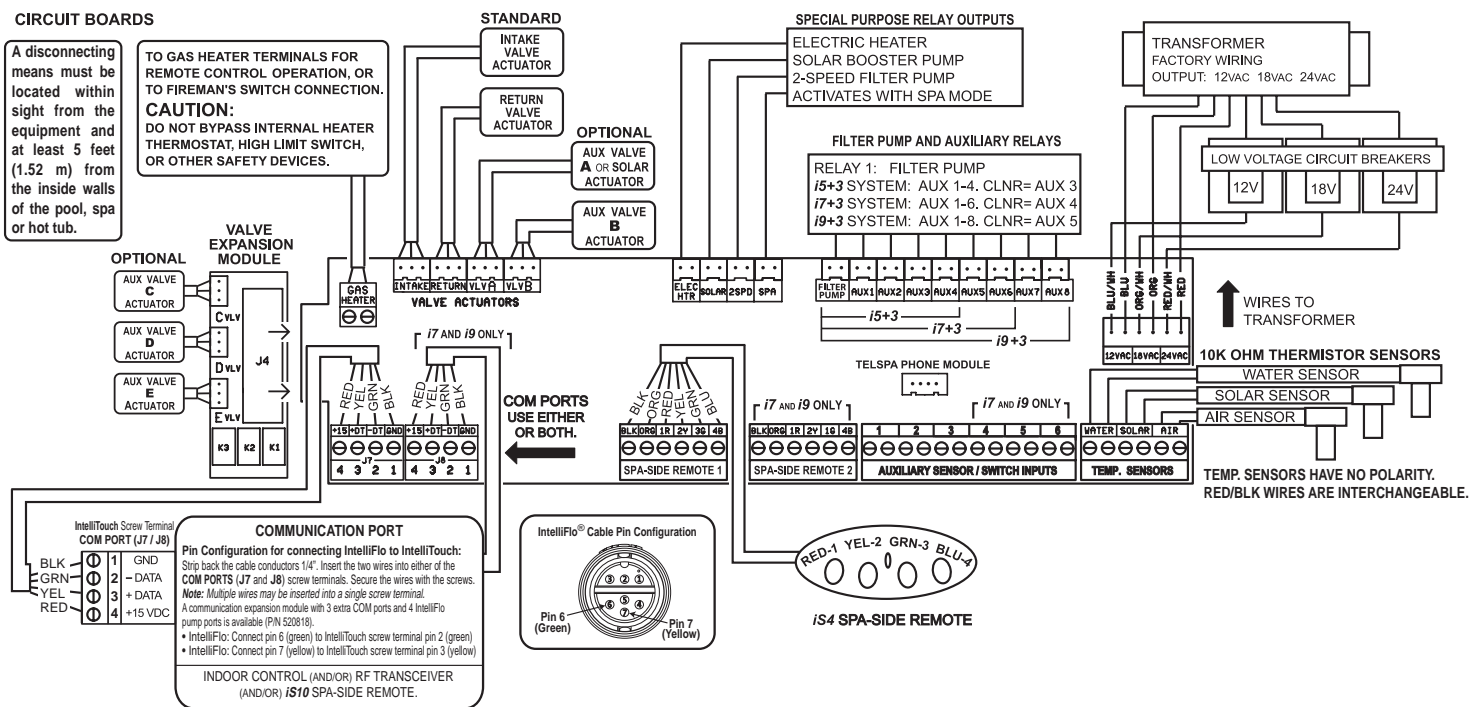 CIRCUIT BOARDS
A disconnecting
means must be
located within
sight from the
equipment and
at least 5 feet
(1.52 m) from
the inside walls
of the pool, spa
or hot tub.
TO GAS HEATER TERMINALS FOR
REMOTE CONTROL OPERATION, OR
TO FIREMAN'S SWITCH CONNECTION.
CAUTION:
DO NOT BYPASS INTERNAL HEATER
THERMOSTAT, HIGH LIMIT SWITCH,
OR OTHER SAFETY DEVICES.
STANDARD
INTAKE
VALVE
ACTUATOR
RETURN
VALVE
ACTUATOR
OPTIONAL
AUX VALVE
A OR SOLAR
ACTUATOR
AUX VALVE
B
ACTUATOR
SPECIAL PURPOSE RELAY OUTPUTS
ELECTRIC HEATER
SOLAR BOOSTER PUMP
2-SPEED FILTER PUMP
ACTIVATES WITH SPA MODE
FILTER PUMP AND AUXILIARY RELAYS
RELAY 1: FILTER PUMP
i5+3 SYSTEM: AUX 1-4. CLNR= AUX 3
i7+3 SYSTEM: AUX 1-6. CLNR= AUX 4
i9+3 SYSTEM: AUX 1-8. CLNR= AUX 5
TRANSFORMER
FACTORY WIRING
OUTPUT: 12VAC 18VAC 24VAC
LOW VOLTAGE CIRCUIT BREAKERS
12V 18V 24V
BLU/WH
BLU
ORG/WH
ORG
RED/WH
RED
12VAC 18VAC 24VAC
WIRES TO
TRANSFORMER
VALVE
EXPANSION
MODULE
OPTIONAL
AUX VALVE
C
ACTUATOR
AUX VALVE
D
ACTUATOR
AUX VALVE
E
ACTUATOR
C VLV
D VLV
E VLV
J4
K3 K2 K1
GAS
HEATER
INTAKE RETURN VLV A VLV B
VALVE ACTUATORS
ELEC
HTR SOLAR 2SPD SPA
FILTER
PUMP AUX1 AUX2 AUX3 AUX4 AUX5 AUX6 AUX7 AUX8
i5+3
i7+3
i9+3
TELSPA PHONE MODULE
i7 AND i9 ONLY
RED
YEL
GRN
BLK
RED
YEL
GRN
BLK
+15 +DT -DT GND +15 +DT -DT GND
J7 J8
4 3 2 1 4 3 2 1
COM PORTS
USE EITHER
OR BOTH.
BLK
ORG
RED
YEL
GRN
BLU
BLK ORG 1R 2Y 3G 4B
SPA-SIDE REMOTE 1
i7 AND i9 ONLY
BLK ORG 1R 2Y 1G 4B
SPA-SIDE REMOTE 2
i7 AND i9 ONLY
1 2 3 4 5 6
AUXILIARY SENSOR / SWITCH INPUTS
WATER SOLAR AIR
TEMP. SENSORS
10K OHM THERMISTOR SENSORS
WATER SENSOR
SOLAR SENSOR
AIR SENSOR
TEMP. SENSORS HAVE NO POLARITY.
RED/BLK WIRES ARE INTERCHANGEABLE.
IntelliTouch Screw Terminal
COM PORT (J7 / J8)
BLK 1 GND
GRN 2 – DATA
YEL 3 + DATA
RED 4 +15 VDC
COMMUNICATION PORT
Pin Configuration for connecting IntelliFlo to IntelliTouch:
Strip back the cable conductors 1/4". Insert the two wires into either of the
COM PORTS (J7 and J8) screw terminals. Secure the wires with the screws.
Note: Multiple wires may be inserted into a single screw terminal.
A communication expansion module with 3 extra COM ports and 4 IntelliFlo
pump ports is available (P/N 520818).
• IntelliFlo: Connect pin 6 (green) to IntelliTouch screw terminal pin 2 (green)
• IntelliFlo: Connect pin 7 (yellow) to IntelliTouch screw terminal pin 3 (yellow)
INDOOR CONTROL (AND/OR) RF TRANSCEIVER
(AND/OR) iS10 SPA-SIDE REMOTE.
IntelliFlo® Cable Pin Configuration
3 2 1
6 5 4
7
Pin 6
(Green)
Pin 7
(Yellow)
RED-1 YEL-2 GRN-3 BLU-4
iS4 SPA-SIDE REMOTE